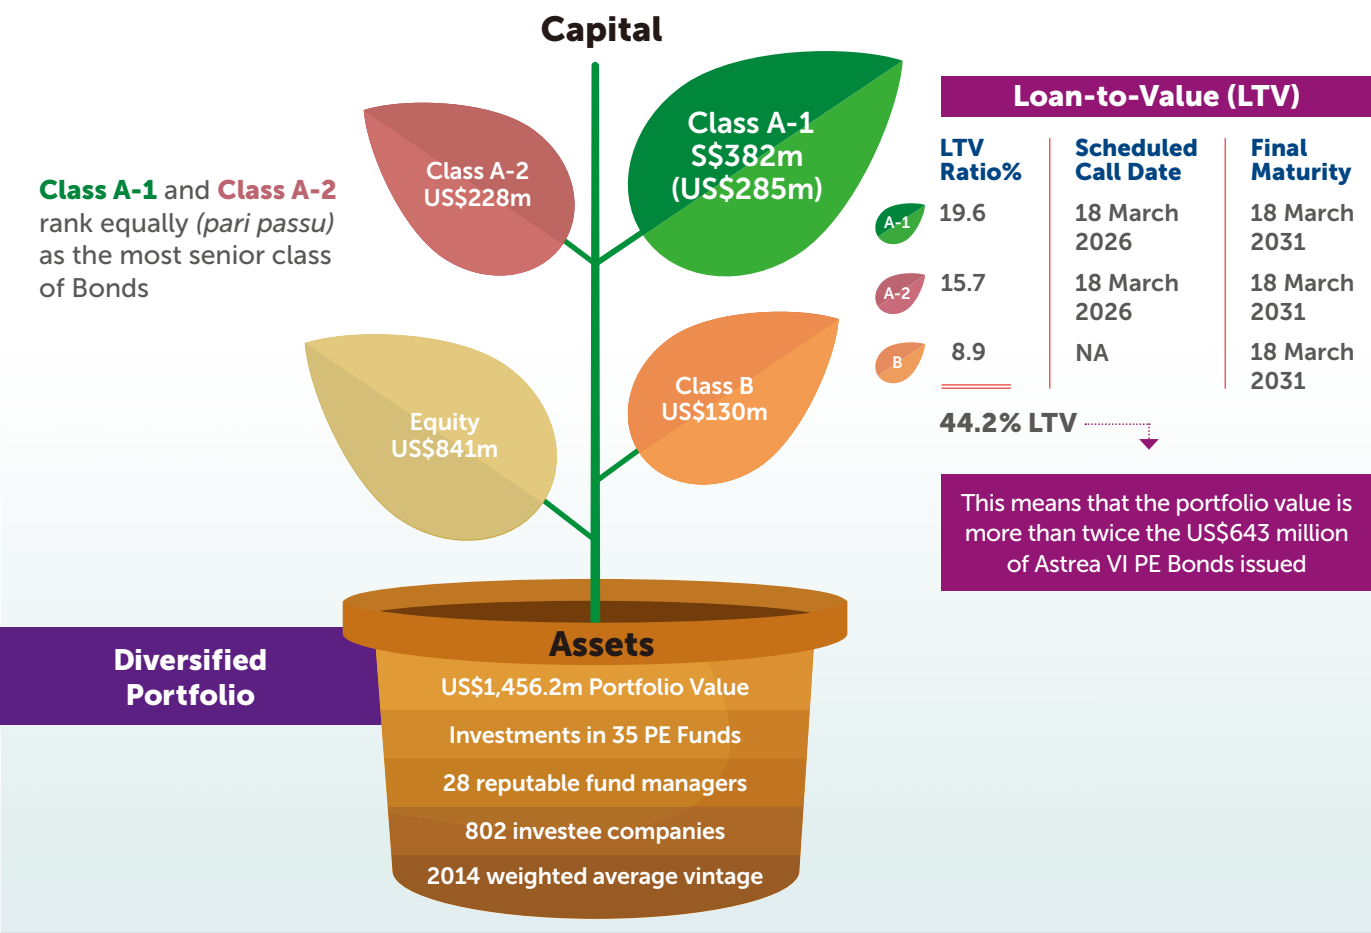 Capital
Class A-1
S$382m
(US$285m)
Class A-2
US$228m
Class A-1 and Class A-2
rank equally (pari passu)
as the most senior class
of Bonds
Class B
US$130m
Equity
US$841m
Loan-to-Value (LTV)
LTV
Ratio%
Scheduled
Call Date
Final
Maturity
A-1
19.6
18 March
2026
18 March
2031
A-2
15.7
18 March
2026
18 March
2031
B
8.9
NA
18 March
2031
44.2% LTV
This means that the portfolio value is
more than twice the US$643 million
of Astrea VI PE Bonds issued
Diversified
Portfolio
Assets
US$1,456.2m Portfolio Value
Investments in 35 PE Funds
28 reputable fund managers
802 investee companies
2014 weighted average vintage